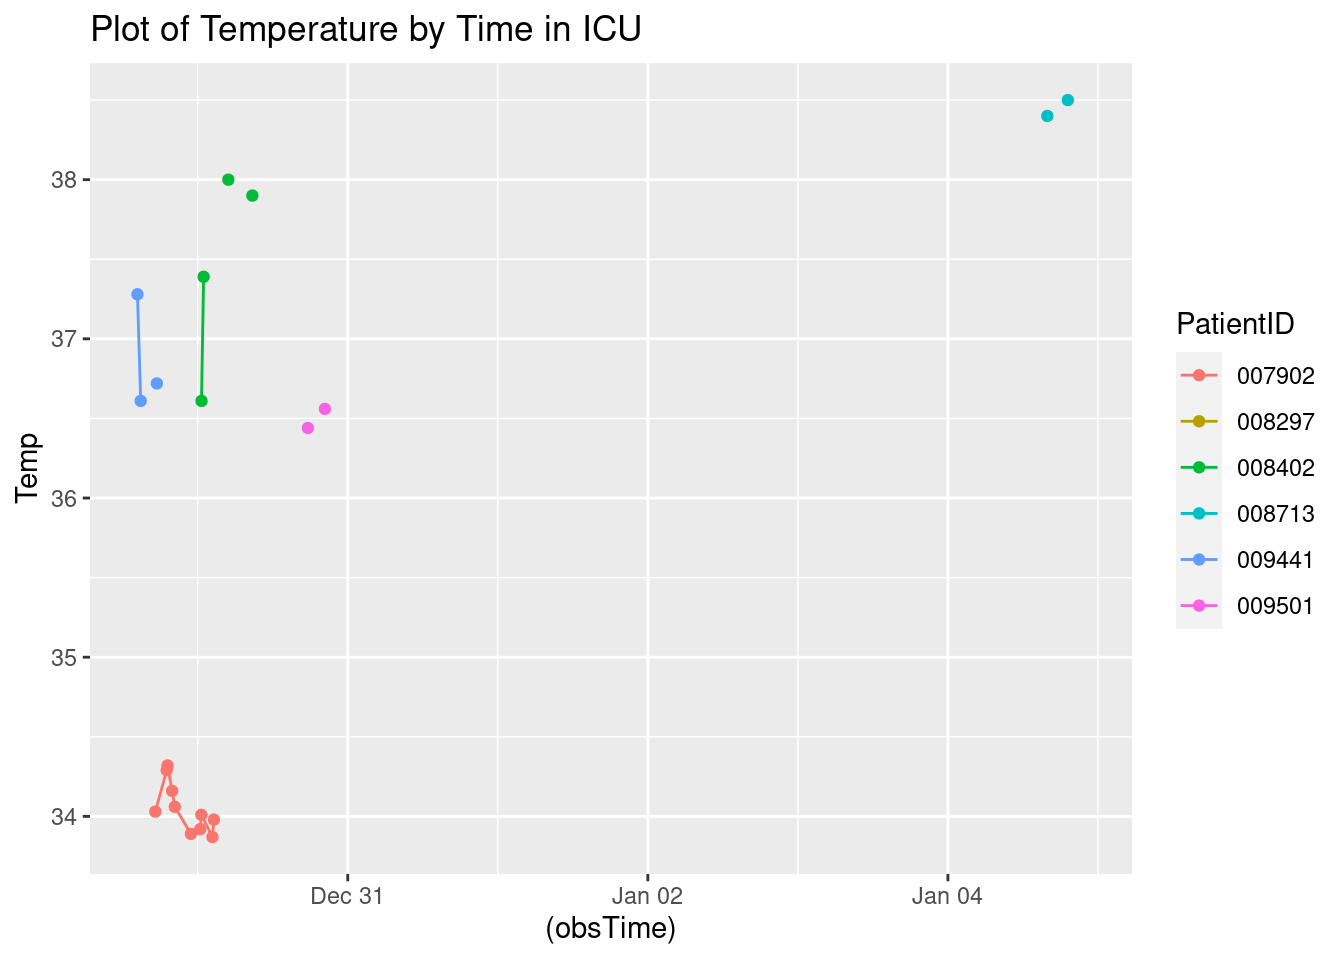 Plot of Temperature by Time in ICU
38
37
36
35
34
Temp
Dec 31
Jan 02
Jan 04
(obsTime)
PatientID
007902
008297
008402
008713
009441
009501